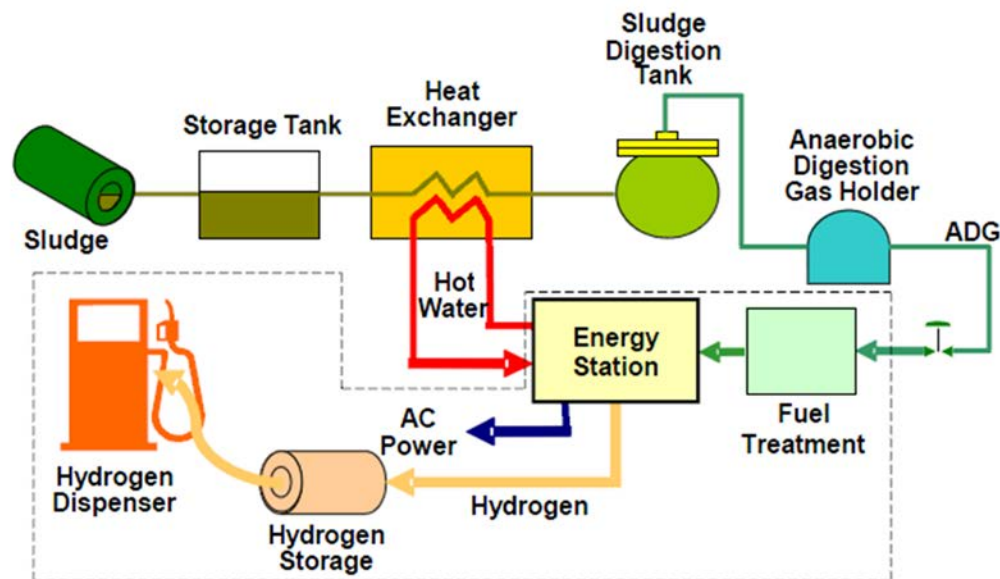 Sludge
Digestion
Tank
Heat
Exchanger
Storage Tank
Anaerobic
Digestion
Gas Holder
Sludge
ADG
Hot
Water
Energy
Station
AC
Power
Fuel
Treatment
Hydrogen
Dispenser
Hydrogen
Hydrogen
Storage